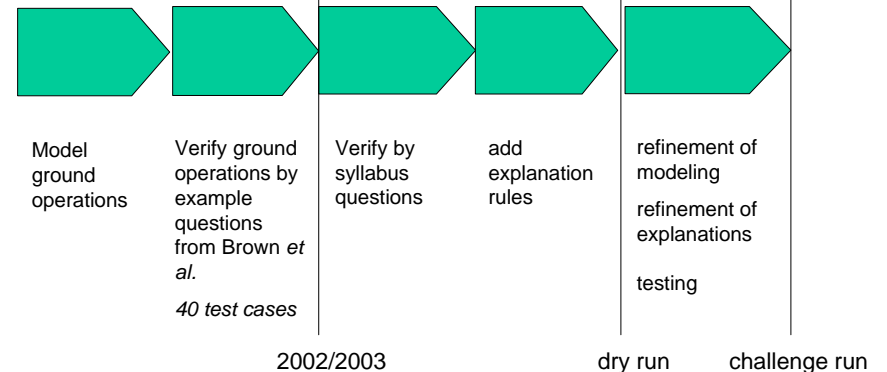 Model
ground
operations
Verify ground
operations by
example
questions
from Brown et
al.
40 test cases
Verify by
syllabus
questions
add
explanation
rules
refinement of
modeling
refinement of
explanations
testing
2002/2003
dry run
challenge run